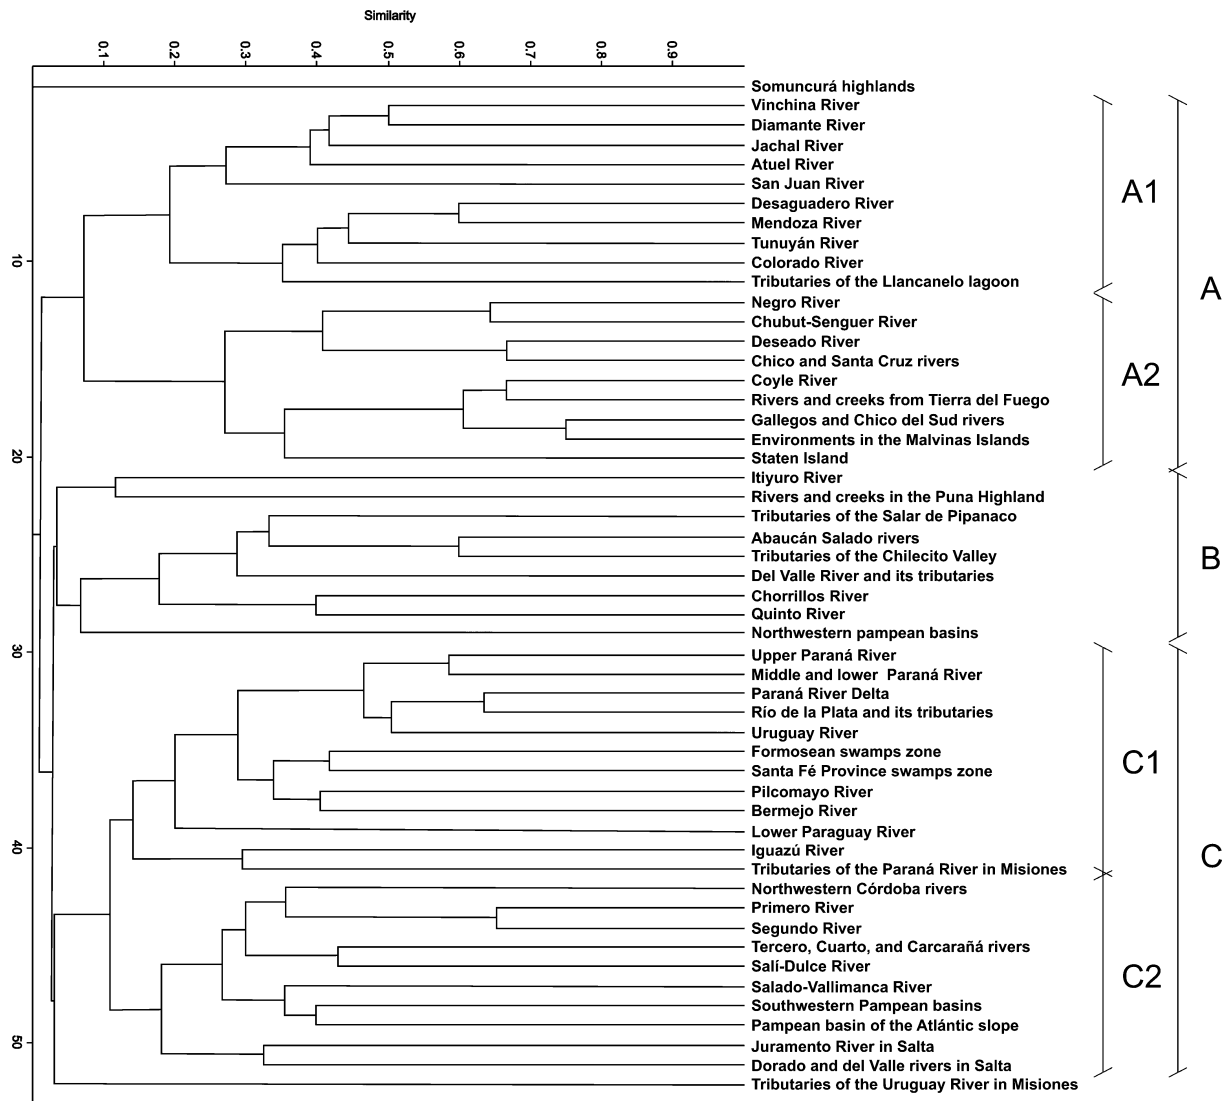 Similarity
0.1 0.2 0.3 0.4 0.5 0.6 0.7 0.8 0.9
Somuncurá highlands
Vinchina River
Diamante River
Jachal River
Atuel River
San Juan River
A1
Desaguadero River
Mendoza River
Tunuyán River
10
Colorado River
Tributaries of the Llancanelo lagoon
A
Negro River
Chubut-Senguer River
Deseado River
Chico and Santa Cruz rivers
A2
Coyle River
Rivers and creeks from Tierra del Fuego
Gallegos and Chico del Sud rivers
Environments in the Malvinas Islands
20
Staten Island
Itiyuro River
Rivers and creeks in the Puna Highland
Tributaries of the Salar de Pipanaco
Abaucán Salado rivers
Tributaries of the Chilecito Valley
B
Del Valle River and its tributaries
Chorrillos River
Quinto River
Northwestern pampean basins
30
Upper Paraná River
Middle and lower Paraná River
Paraná River Delta
Río de la Plata and its tributaries
Uruguay River
Formosean swamps zone
C1
Santa Fé Province swamps zone
Pilcomayo River
Bermejo River
Lower Paraguay River
40
Iguazú River
C
Tributaries of the Paraná River in Misiones
Northwestern Córdoba rivers
Primero River
Segundo River
Tercero, Cuarto, and Carcarañá rivers
Salí-Dulce River
C2
Salado-Vallimanca River
Southwestern Pampean basins
Pampean basin of the Atlántic slope
50
Juramento River in Salta
Dorado and del Valle rivers in Salta
Tributaries of the Uruguay River in Misiones